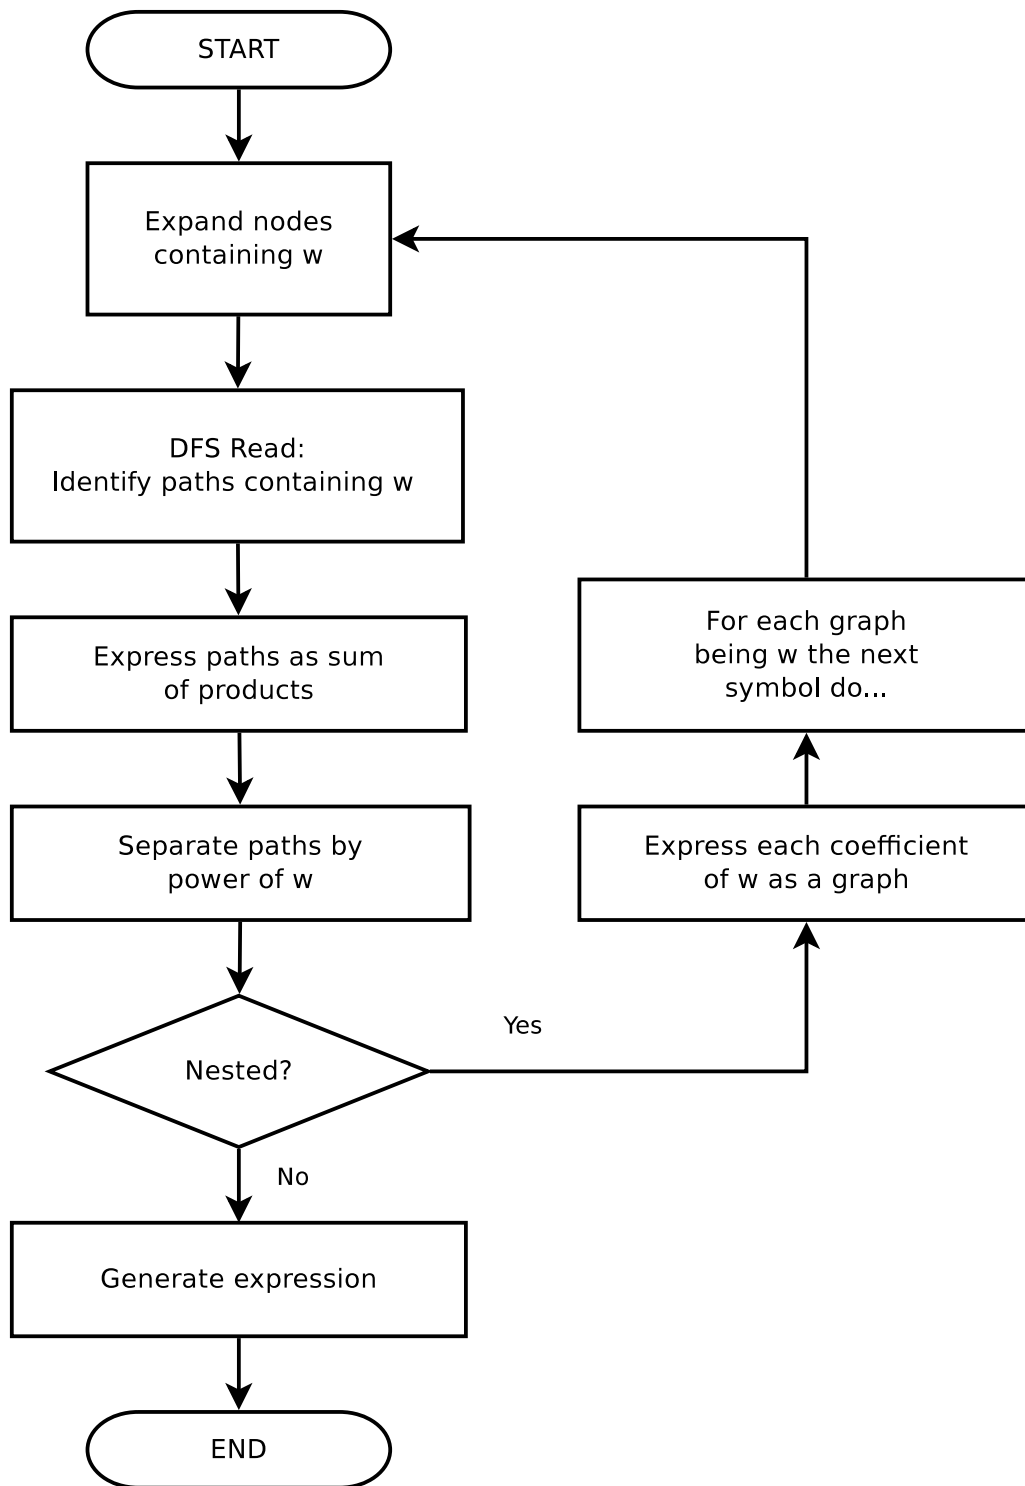 START
Expand nodes
containing w
DFS Read:
Identify paths containing w
Express paths as sum
of products
For each graph
being w the next
symbol do...
Separate paths by
power of w
Express each coefficient
of w as a graph
Yes
Nested?
No
Generate expression
END